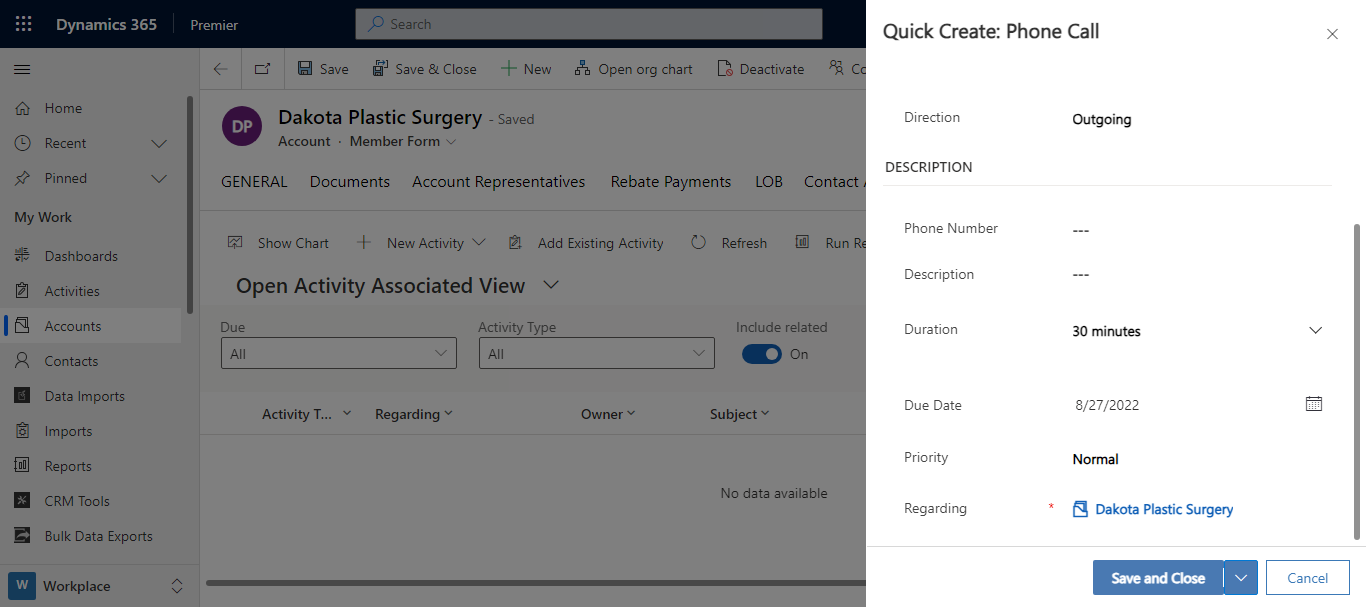 Dynamics 365
Premier
Search
Save
Save & Close
New
Open org chart
Deactivate
Co
Home
Recent
Pinned
My Work
Dashboards
Activities
Accounts
Contacts
Data Imports
Imports
Reports
CRM Tools
Bulk Data Exports
W
Workplace
DP
Dakota Plastic Surgery - Saved
Account · Member Form
GENERAL
Documents
Account Representatives
Rebate Payments
LOB
Contact A
Show Chart
New Activity
Add Existing Activity
Refresh
Run Re
Open Activity Associated View
Due
Activity Type
Include related
All
All
On
Activity T...
Regarding
Owner
Subject
No data available
Quick Create: Phone Call
Direction
Outgoing
DESCRIPTION
Phone Number
---
Description
---
Duration
30 minutes
Due Date
8/27/2022
Priority
Normal
Regarding
*
Dakota Plastic Surgery
Save and Close
Cancel